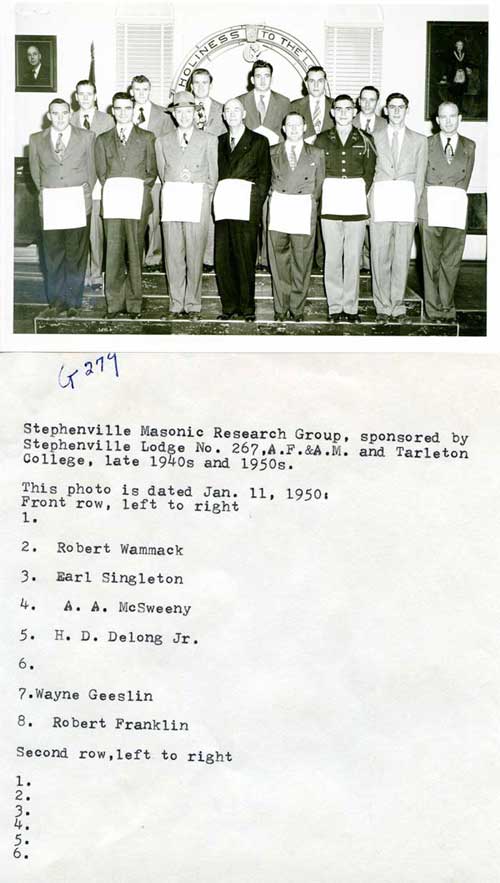 HOLINESS TO THE L
G 279
Stephenville Masonic Research Group, sponsored by
Stephenville Lodge No. 267,A.F.&A.M. and Tarleton
College, late 1940s and 1950s.
This photo is dated Jan. 11, 1950:
Front row, left to right
1.
2. Robert Wammack
3. Earl Singleton
4. A. A. McSweeny
5. H. D. Delong Jr.
6.
7.Wayne Geeslin
8. Robert Franklin
Second row,left to right
1.
2.
3.
4.
5.
6.